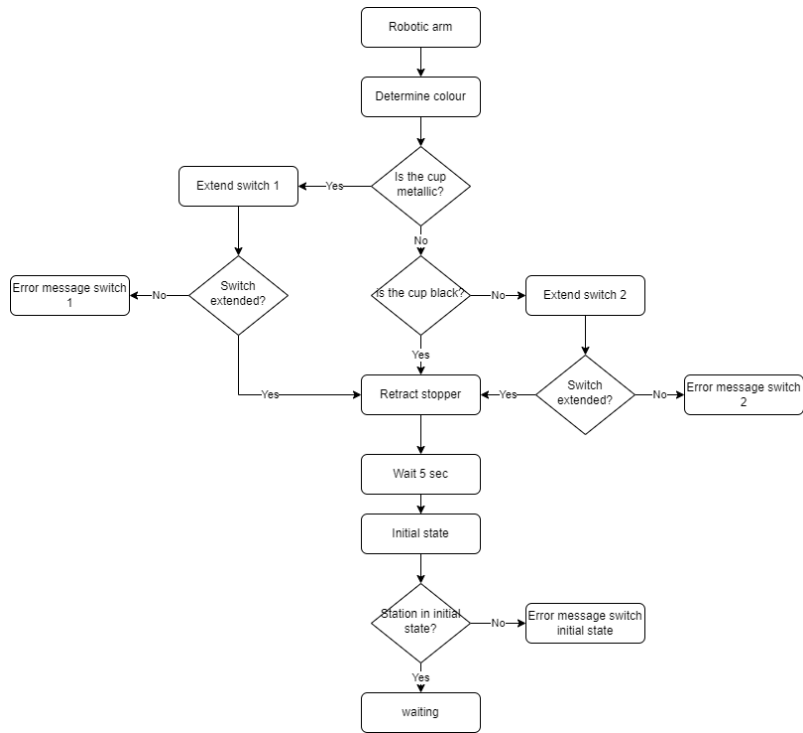 Robotic arm
Determine colour
Is the cup
metallic?
Yes
Extend switch 1
No
Switch
extended?
No
Error message switch
1
is the cup black?
No
Extend switch 2
Yes
Yes
Retract stopper
Yes
Switch
extended?
No
Error message switch
2
Wait 5 sec
Initial state
Station in initial
state?
No
Error message switch
initial state
Yes
waiting